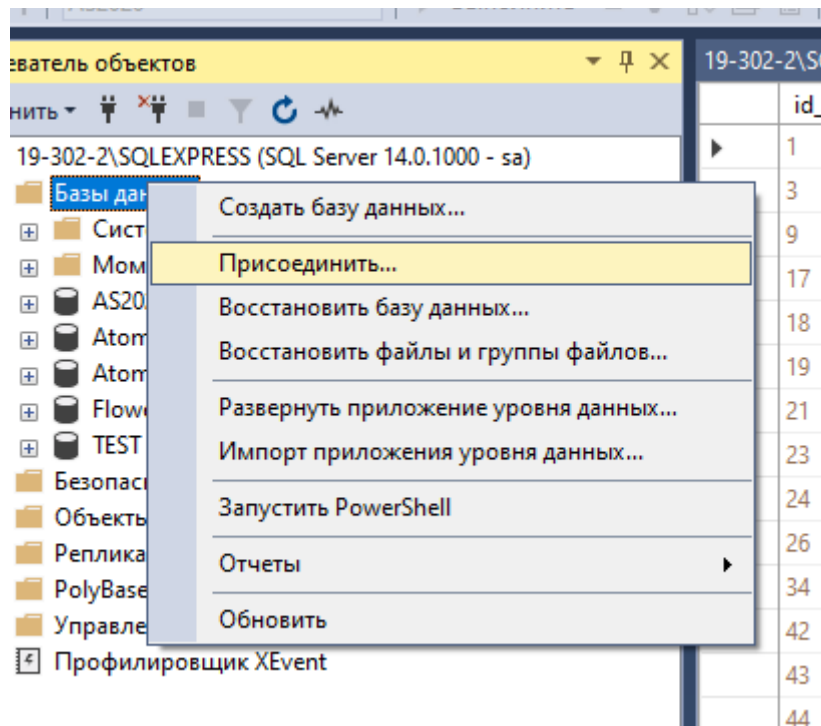 еватель объектов
нить
19-302-2\SQLEXPRESS (SQL Server 14.0.1000 - sa)
Базы дан
Сист
Мом
AS20
Atom
Atom
Flow
TEST
Безопас
Объекты
Реплика
PolyBase
Управле
Профилировщик XEvent
Создать базу данных...
Присоединить...
Восстановить базу данных...
Восстановить файлы и группы файлов...
Развернуть приложение уровня данных...
Импорт приложения уровня данных...
Запустить PowerShell
Отчеты
Обновить
19-302-2\S
id_
1
3
9
17
18
19
21
23
24
26
34
42
43
44